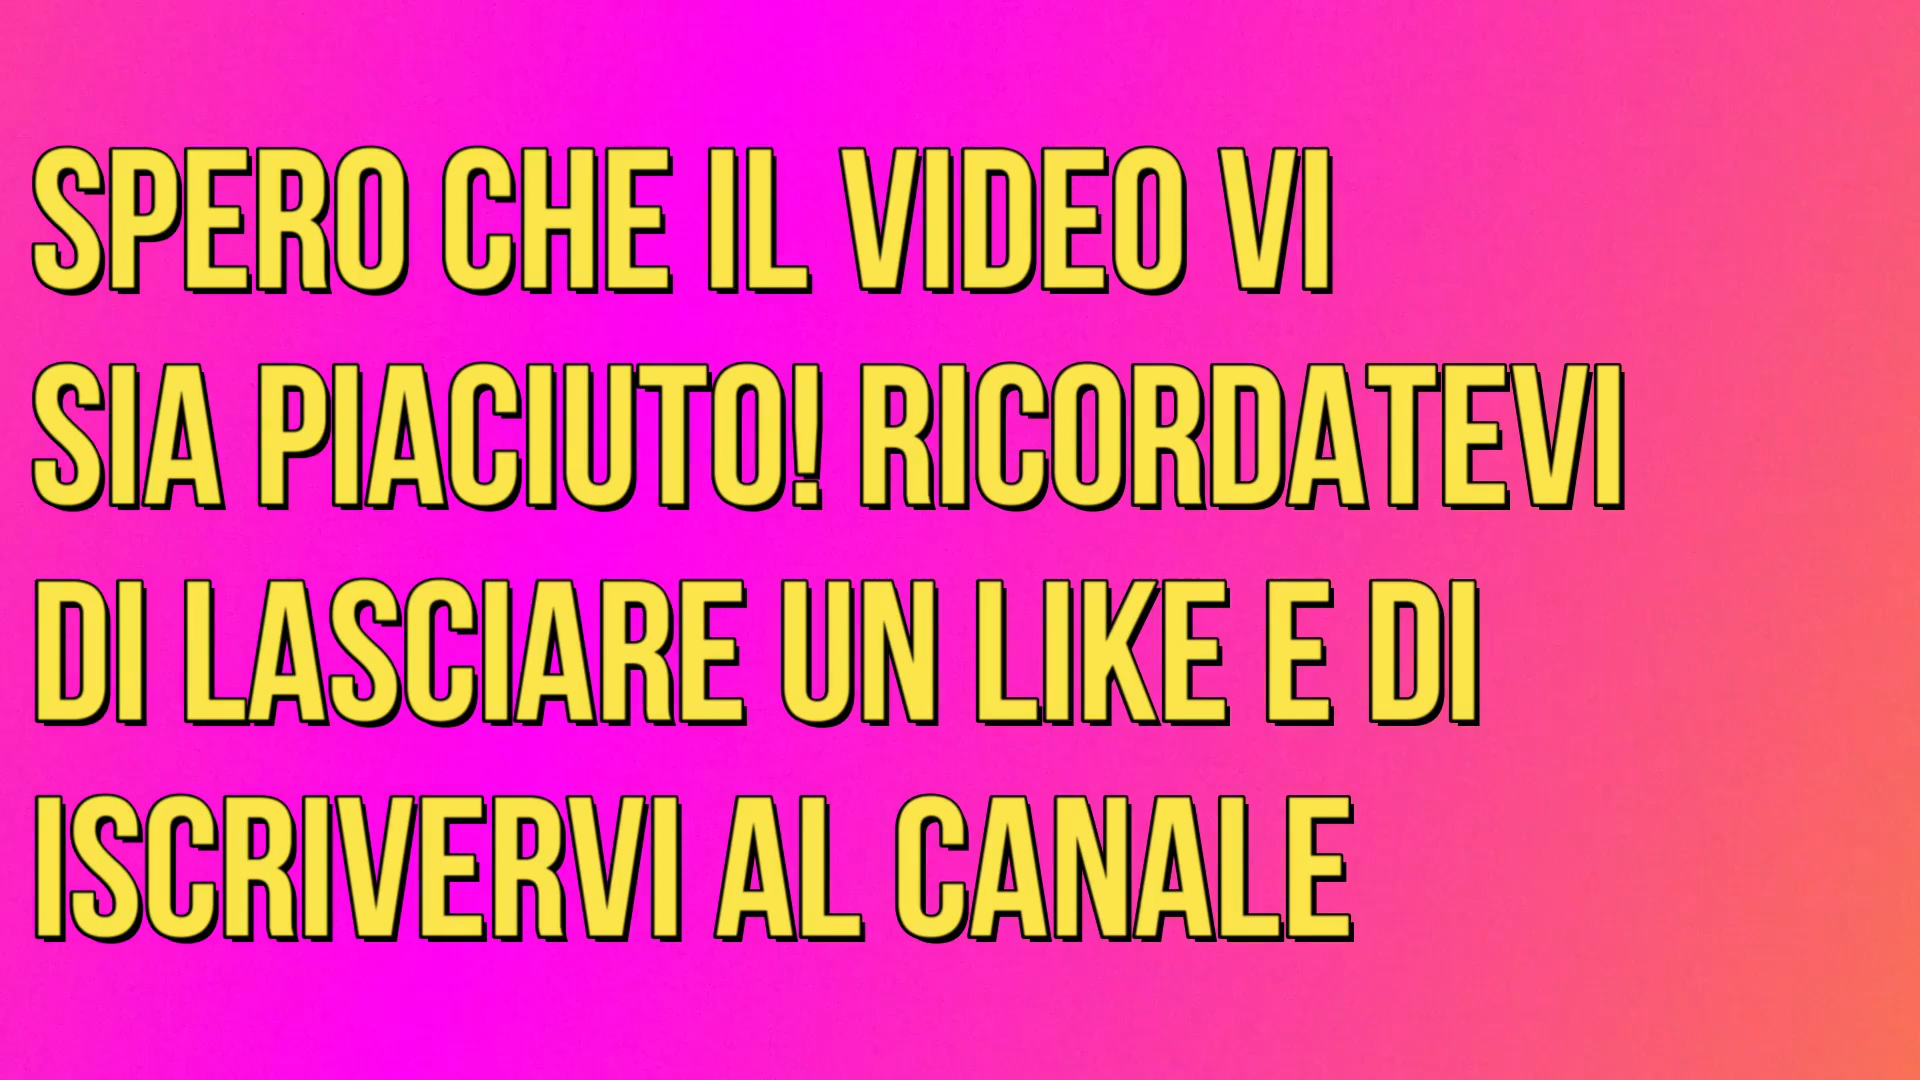 SPERO CHE IL VIDEO VI
SIA PIACIUTO! RICORDATEVI
DI LASCIARE UN LIKE E DI
ISCRIVERVI AL CANALE